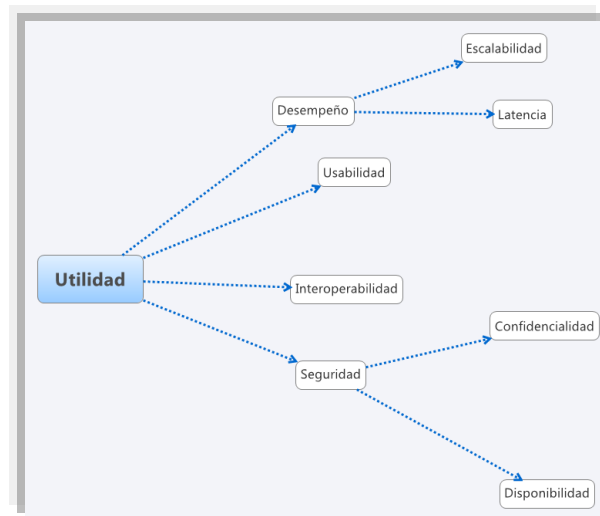 Escalabilidad
Desempeño
Latencia
Usabilidad
Utilidad
Interoperabilidad
Confidencialidad
Seguridad
Disponibilidad